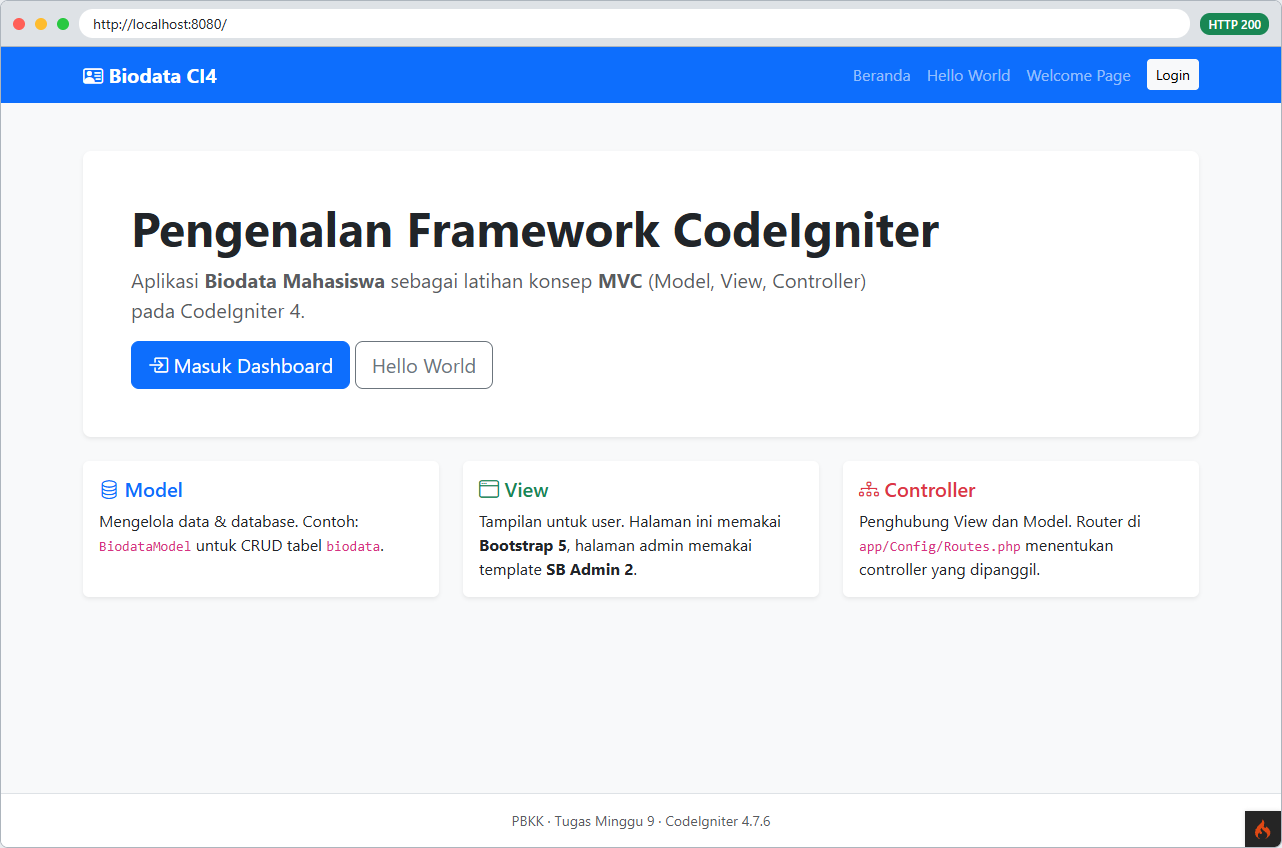 http://localhost:8080/
HTTP 200
Biodata CI4
Beranda
Hello World
Welcome Page
Login
Pengenalan Framework CodeIgniter
Aplikasi Biodata Mahasiswa sebagai latihan konsep MVC (Model, View, Controller)
pada CodeIgniter 4.
Masuk Dashboard
Hello World
Model
Mengelola data & database. Contoh:
BiodataModel untuk CRUD tabel biodata.
View
Tampilan untuk user. Halaman ini memakai
Bootstrap 5, halaman admin memakai
template SB Admin 2.
Controller
Penghubung View dan Model. Router di
app/Config/Routes.php menentukan
controller yang dipanggil.
PBKK · Tugas Minggu 9 · CodeIgniter 4.7.6